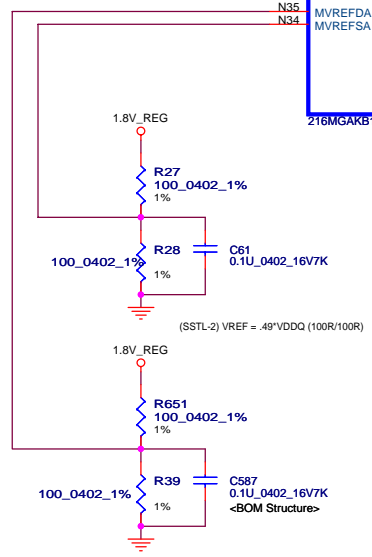 N35
MVREFDA
N34
MVREFSA
216MGAKB1
1.8V_REG
R27
100_0402_1%
1%
R28
100_0402_1%
1%
C61
0.1U_0402_16V7K
(SSTL-2) VREF = .49*VDDQ (100R/100R)
1.8V_REG
R651
100_0402_1%
1%
R39
100_0402_1%
1%
C587
0.1U_0402_16V7K
<BOM Structure>